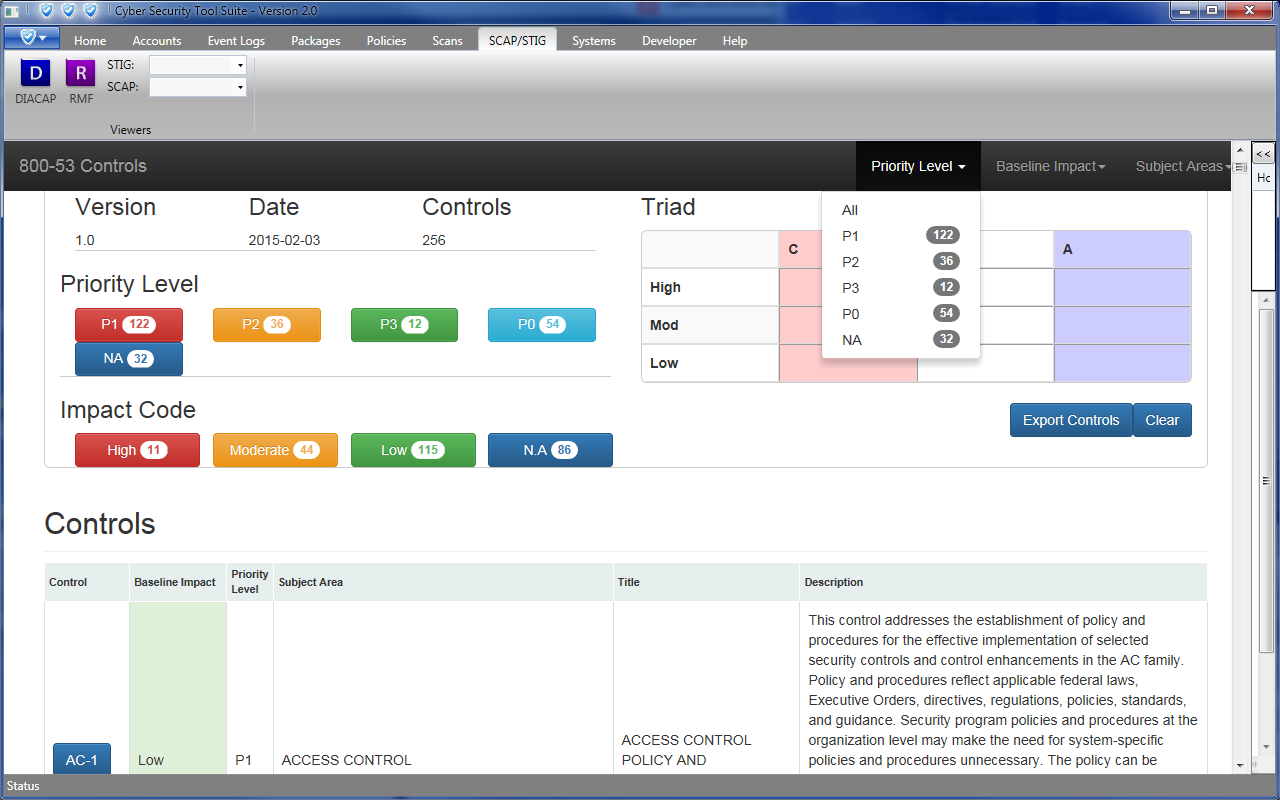 Cyber Security Tool Suite - Version 2.0
Home Accounts Event Logs Packages Policies Scans SCAP/STIG Systems Developer Help
D R STIG:
DIACAP RMF SCAP:
Viewers
800-53 Controls Priority Level Baseline Impact Subject Areas <<
Hc
Version Date Controls Triad
1.0 2015-02-03 256
All
P1 122
P2 36
P3 12
P0 54
NA 32
C A
High
Mod
Low
Priority Level
P1 122 P2 36 P3 12 P0 54
NA 32
Impact Code
High 11 Moderate 44 Low 115 N.A 86
Export Controls Clear
Controls
Control Baseline Impact Priority Level Subject Area Title Description
AC-1 Low P1 ACCESS CONTROL
ACCESS CONTROL
POLICY AND
This control addresses the establishment of policy and
procedures for the effective implementation of selected
security controls and control enhancements in the AC family.
Policy and procedures reflect applicable federal laws,
Executive Orders, directives, regulations, policies, standards,
and guidance. Security program policies and procedures at the
organization level may make the need for system-specific
policies and procedures unnecessary. The policy can be
Status